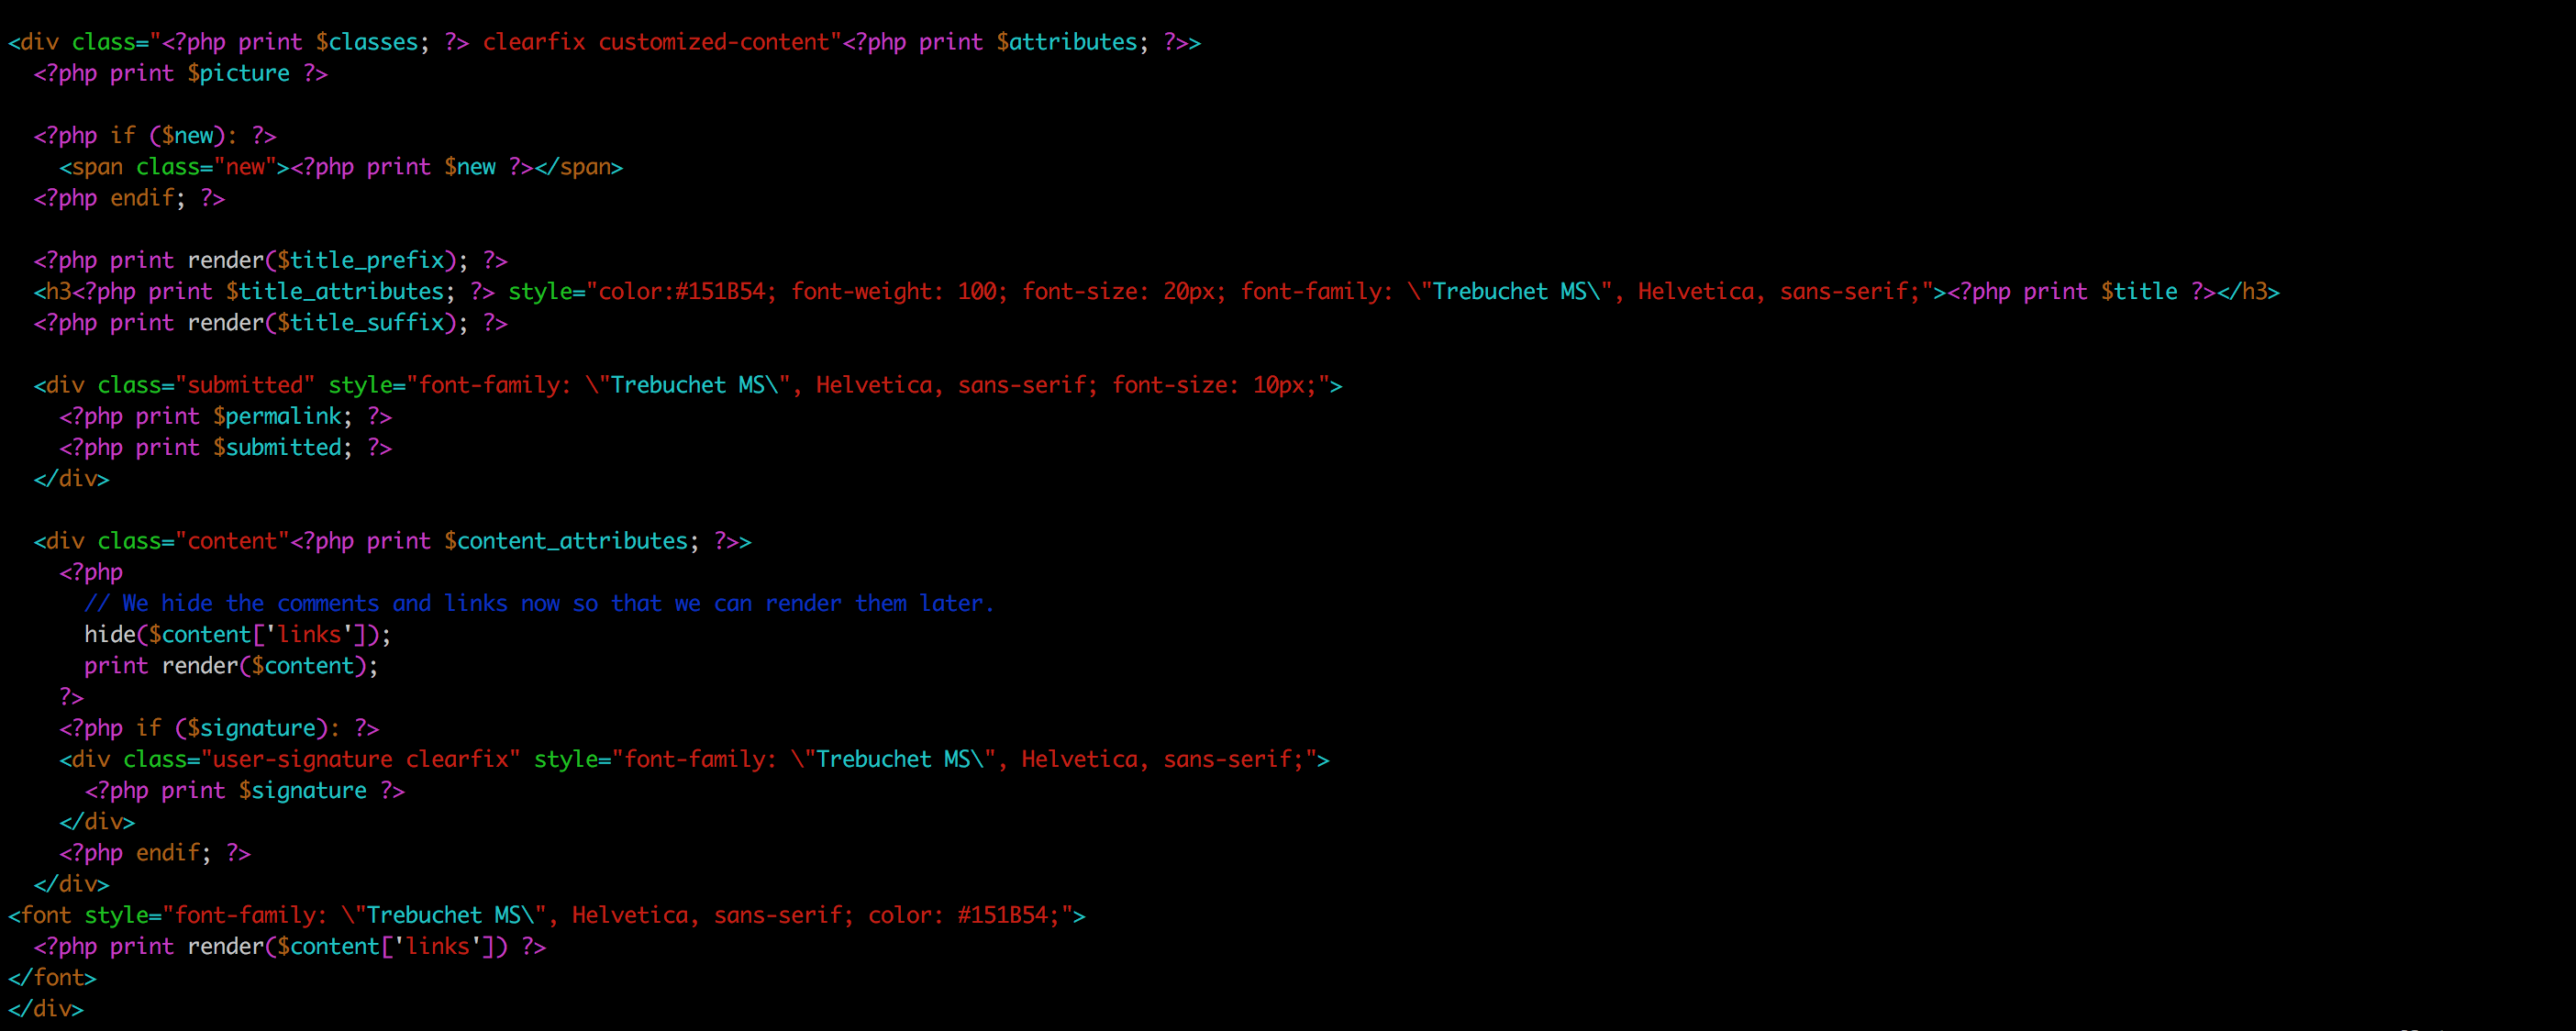 <div class="<?php print $classes; ?> clearfix customized-content"<?php print $attributes; ?>>
  <?php print $picture ?>

  <?php if ($new): ?>
    <span class="new"><?php print $new ?></span>
  <?php endif; ?>

  <?php print render($title_prefix); ?>
  <h3<?php print $title_attributes; ?> style="color:#151B54; font-weight: 100; font-size: 20px; font-family: \"Trebuchet MS\", Helvetica, sans-serif;"><?php print $title ?></h3>
  <?php print render($title_suffix); ?>

  <div class="submitted" style="font-family: \"Trebuchet MS\", Helvetica, sans-serif; font-size: 10px;">
    <?php print $permalink; ?>
    <?php print $submitted; ?>
  </div>

  <div class="content"<?php print $content_attributes; ?>>
    <?php
      // We hide the comments and links now so that we can render them later.
      hide($content['links']);
      print render($content);
    ?>
    <?php if ($signature): ?>
    <div class="user-signature clearfix" style="font-family: \"Trebuchet MS\", Helvetica, sans-serif;">
      <?php print $signature ?>
    </div>
    <?php endif; ?>
  </div>
<font style="font-family: \"Trebuchet MS\", Helvetica, sans-serif; color: #151B54;">
  <?php print render($content['links']) ?>
</font>
</div>